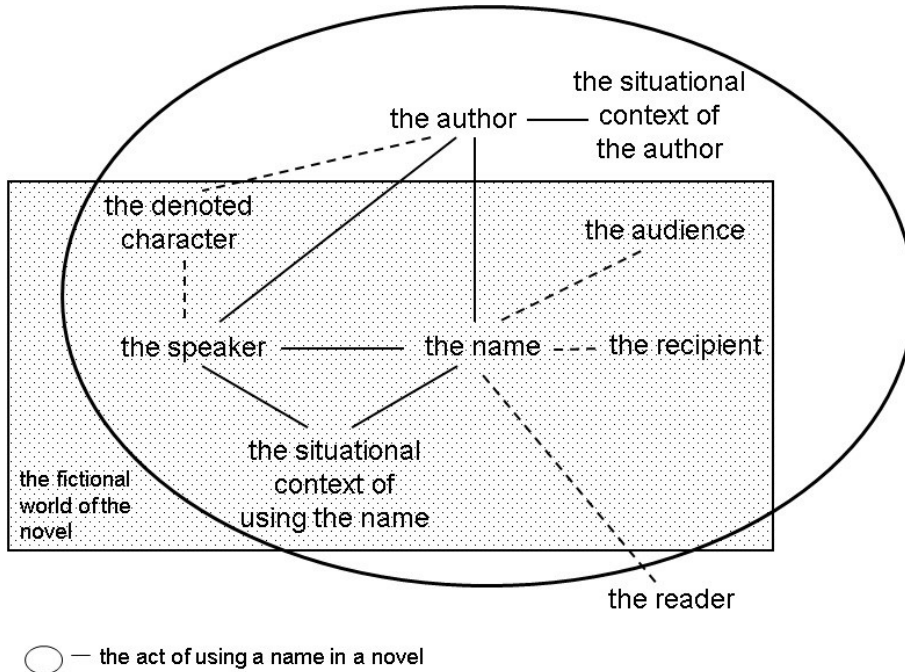 the situational
context of
the author
the author
the denoted
character
the audience
the speaker
the name
the recipient
the situational
context of
using the name
the fictional
world of the
novel
the reader
— the act of using a name in a novel